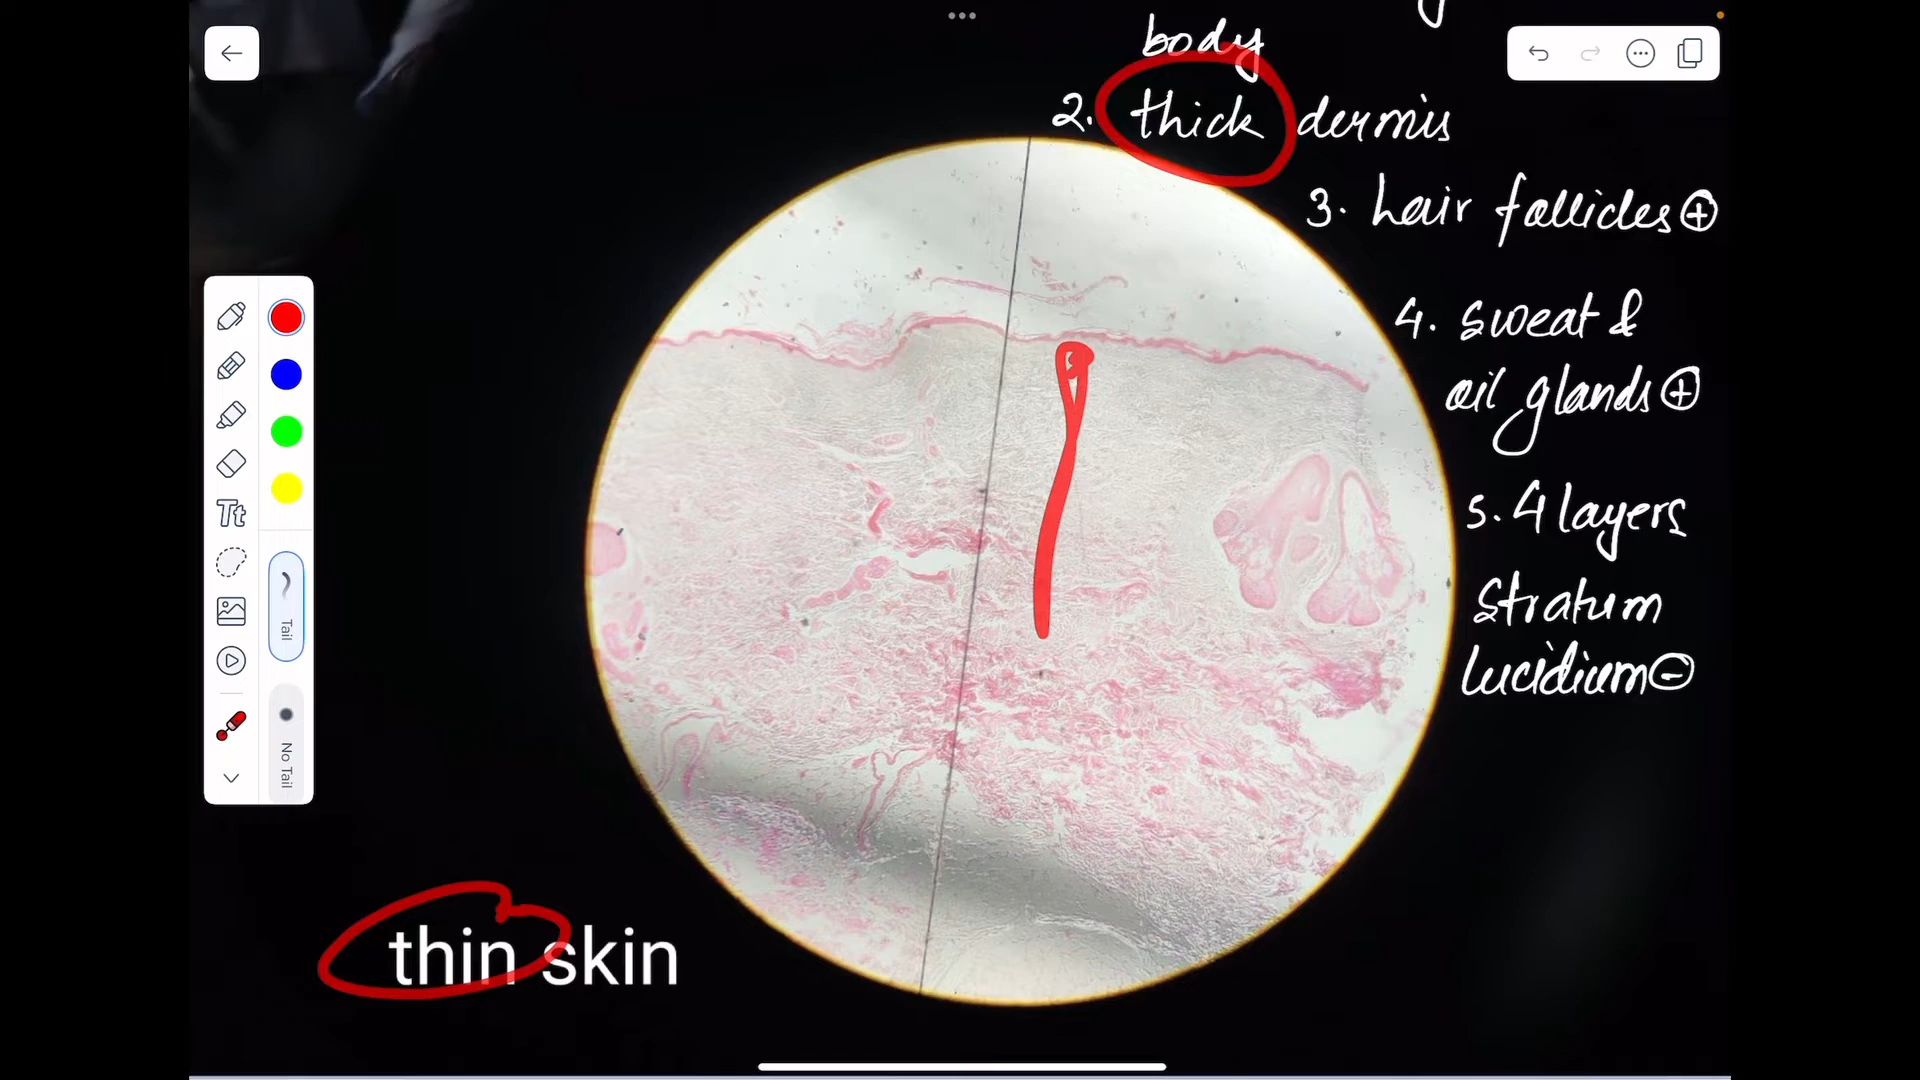 body
2. thick dermis
3. hair follicles ⊕
4. sweat &
oil glands ⊕
5. 4 layers
Stratum
lucidium ⊖
Tt
Tail
No Tail
thin skin